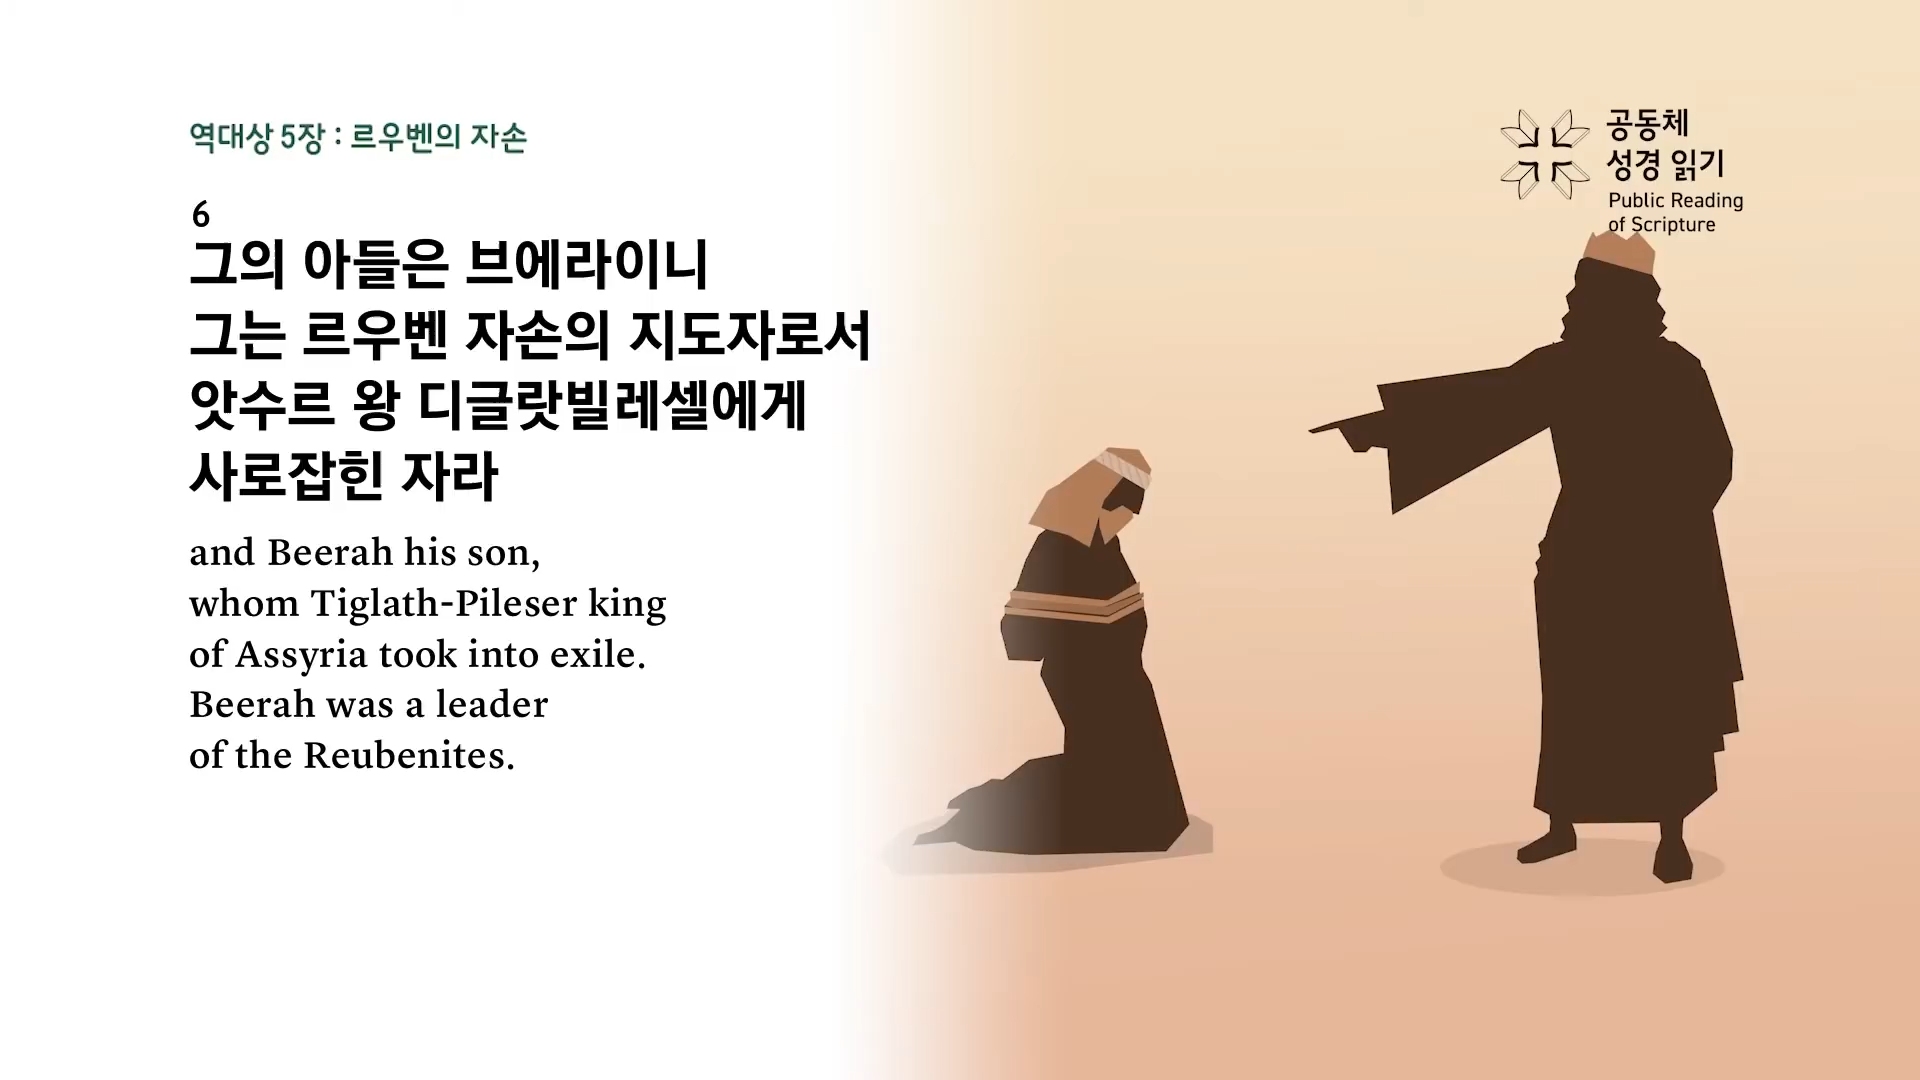 역대상 5장 : 르우벤의 자손
6
그의 아들은 브에라이니
그는 르우벤 자손의 지도자로서
앗수르 왕 디글랏빌레셀에게
사로잡힌 자라
and Beerah his son,
whom Tiglath-Pileser king
of Assyria took into exile.
Beerah was a leader
of the Reubenites.
공동체
성경 읽기
Public Reading
of Scripture